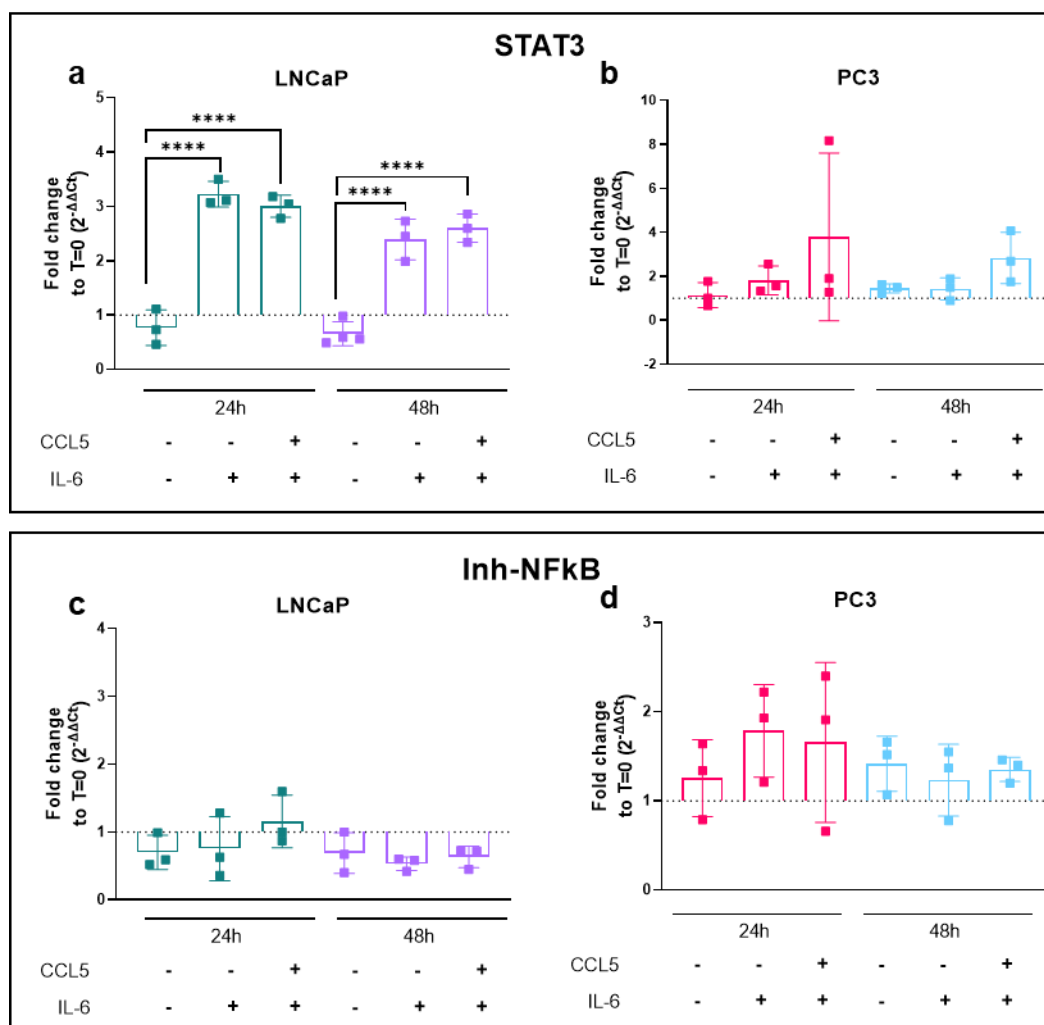 STAT3
a
LNCaP
Fold change
to T=0 (2^-ΔΔCt)
5
4
3
2
1
0
****
****
****
****
24h
48h
CCL5 - - + - - +
IL-6 - + + - + +
b
PC3
Fold change
to T=0 (2^-ΔΔCt)
10
8
6
4
2
0
-2
24h
48h
- - + - - +
- + + - + +
Inh-NFkB
c
LNCaP
Fold change
to T=0 (2^-ΔΔCt)
4
3
2
1
0
24h
48h
CCL5 - - + - - +
IL-6 - + + - + +
d
PC3
Fold change
to T=0 (2^-ΔΔCt)
3
2
1
0
24h
48h
CCL5 - - + - - +
IL-6 - + + - + +